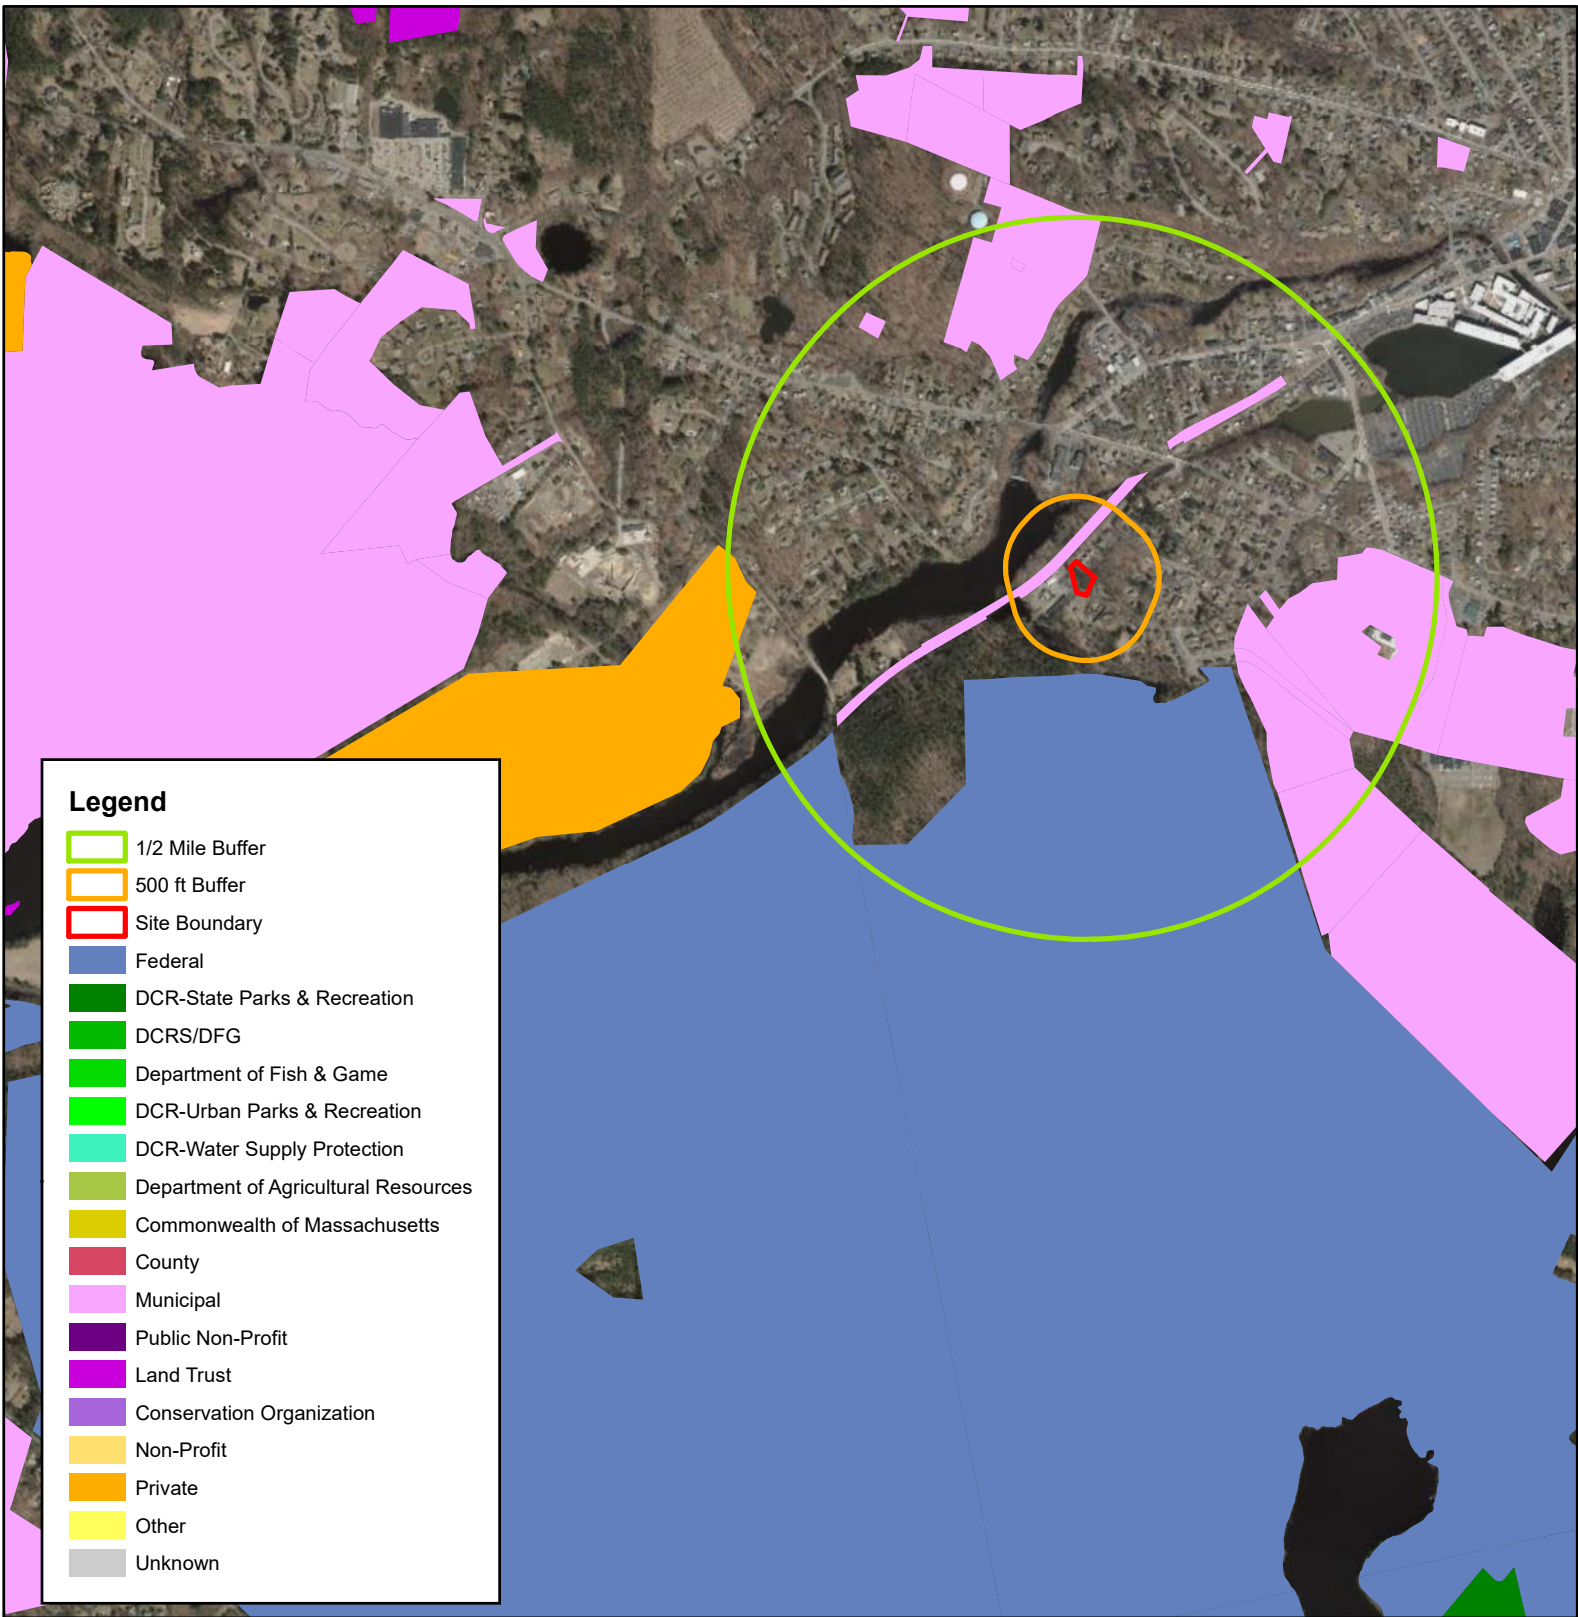 Legend
1/2 Mile Buffer
500 ft Buffer
Site Boundary
Federal
DCR-State Parks & Recreation
DCRS/DFG
Department of Fish & Game
DCR-Urban Parks & Recreation
DCR-Water Supply Protection
Department of Agricultural Resources
Commonwealth of Massachusetts
County
Municipal
Public Non-Profit
Land Trust
Conservation Organization
Non-Profit
Private
Other
Unknown